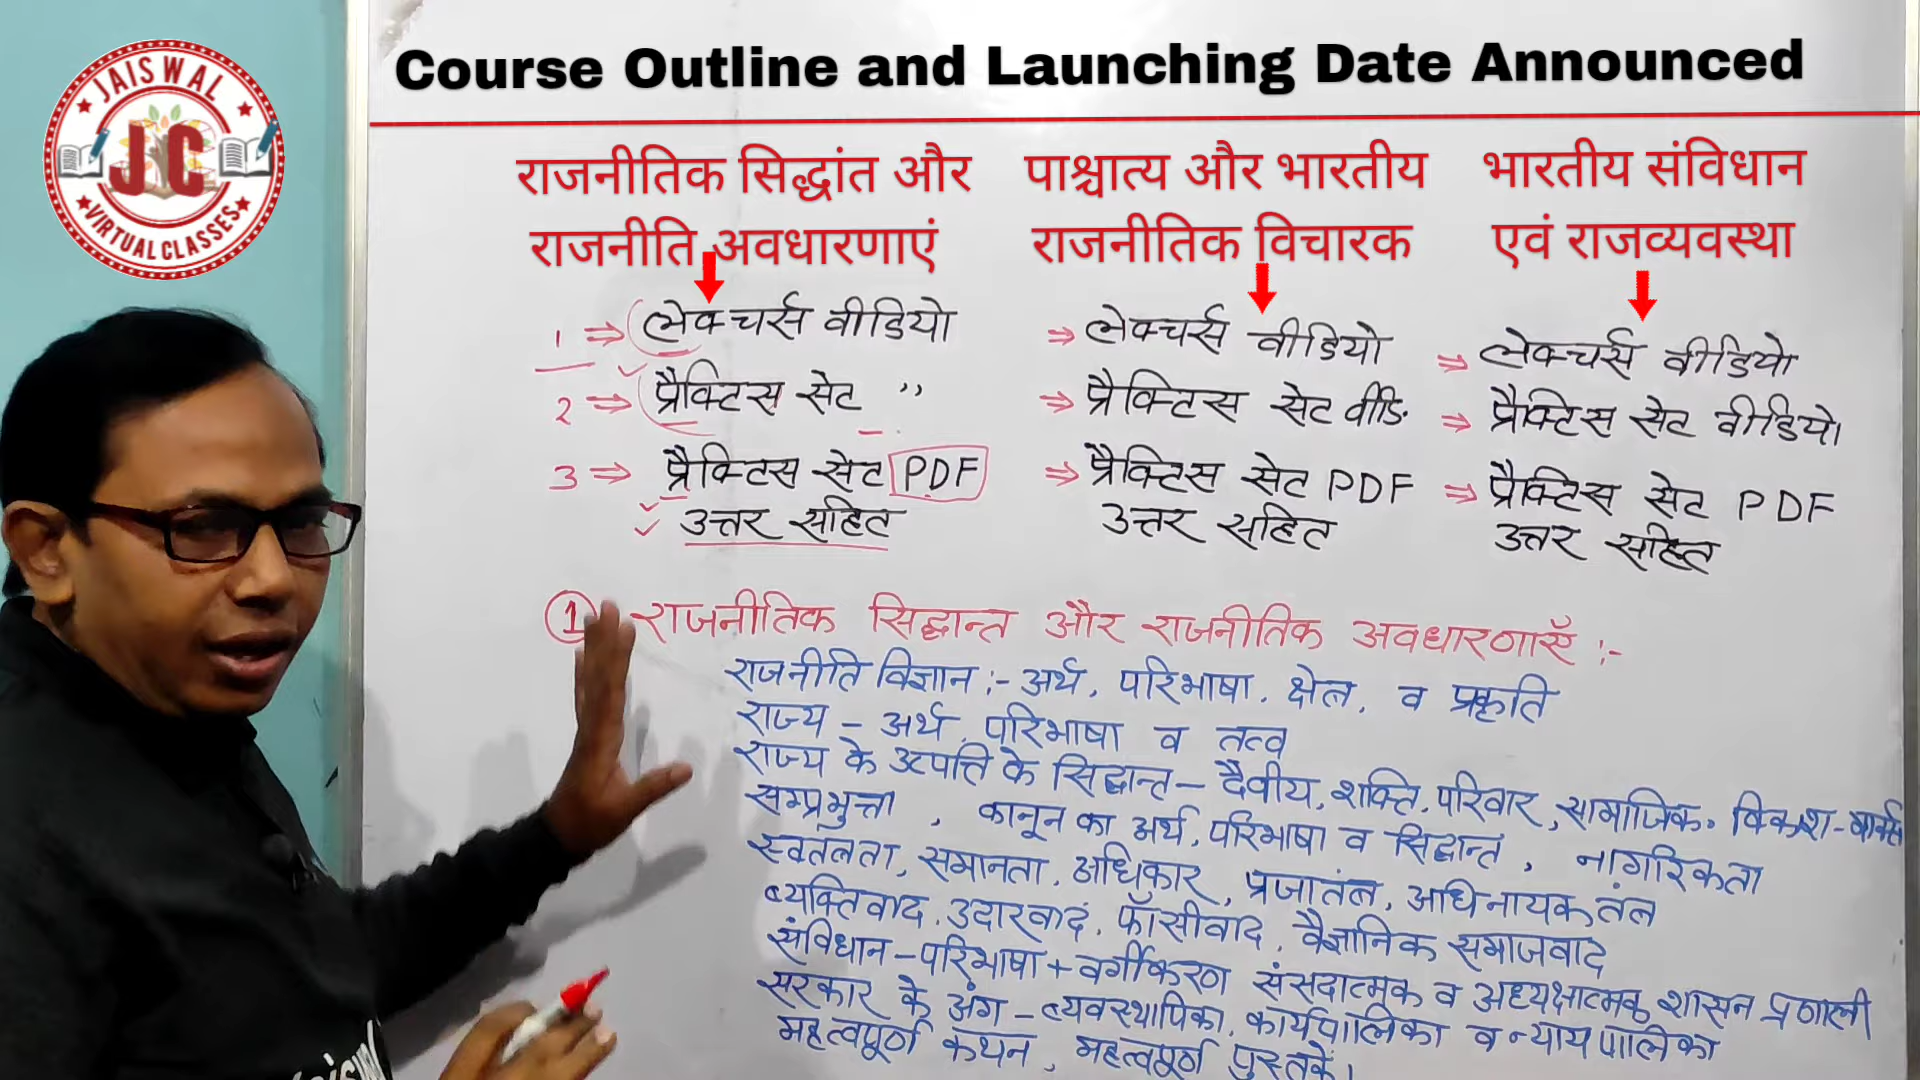 JAISWAL
JC
VIRTUAL CLASSES
Course Outline and Launching Date Announced
राजनीतिक सिद्धांत और
राजनीति अवधारणाएं
पाश्चात्य और भारतीय
राजनीतिक विचारक
भारतीय संविधान
एवं राजव्यवस्था
1 ⇒ लेक्चर्स वीडियो
2 ⇒ प्रैक्टिस सेट ,,
3 ⇒ प्रैक्टिस सेट PDF
उत्तर सहित
⇒ लेक्चर्स वीडियो
⇒ प्रैक्टिस सेट वीडि
⇒ प्रैक्टिस सेट PDF
उत्तर सहित
⇒ लेक्चर्स वीडियो
⇒ प्रैक्टिस सेट वीडियो
⇒ प्रैक्टिस सेट PDF
उत्तर सहित
1 राजनीतिक सिद्धान्त और राजनीतिक अवधारणाएँ :-
राजनीति विज्ञान :- अर्थ, परिभाषा, क्षेत्र, व प्रकृति
राज्य - अर्थ, परिभाषा व तत्व
राज्य के उत्पत्ति के सिद्धान्त - दैवीय, शक्ति, परिवार, सामाजिक. विकाश-मार्क्स
सम्प्रभुत्ता, कानून का अर्थ, परिभाषा व सिद्धान्त, नागरिकता
स्वतंत्रता, समानता, अधिकार, प्रजातंत्र, अधिनायक तंत्र
व्यक्तिवाद, उदारवाद, फाँसीवाद, वैज्ञानिक समाजवाद
संविधान - परिभाषा + वर्गीकरण संसदात्मक व अध्यक्षात्मक शासन प्रणाली
सरकार के अंग - व्यवस्थापिका, कार्यपालिका व न्यायपालिका
महत्वपूर्ण कथन, महत्वपूर्ण पुस्तकें।